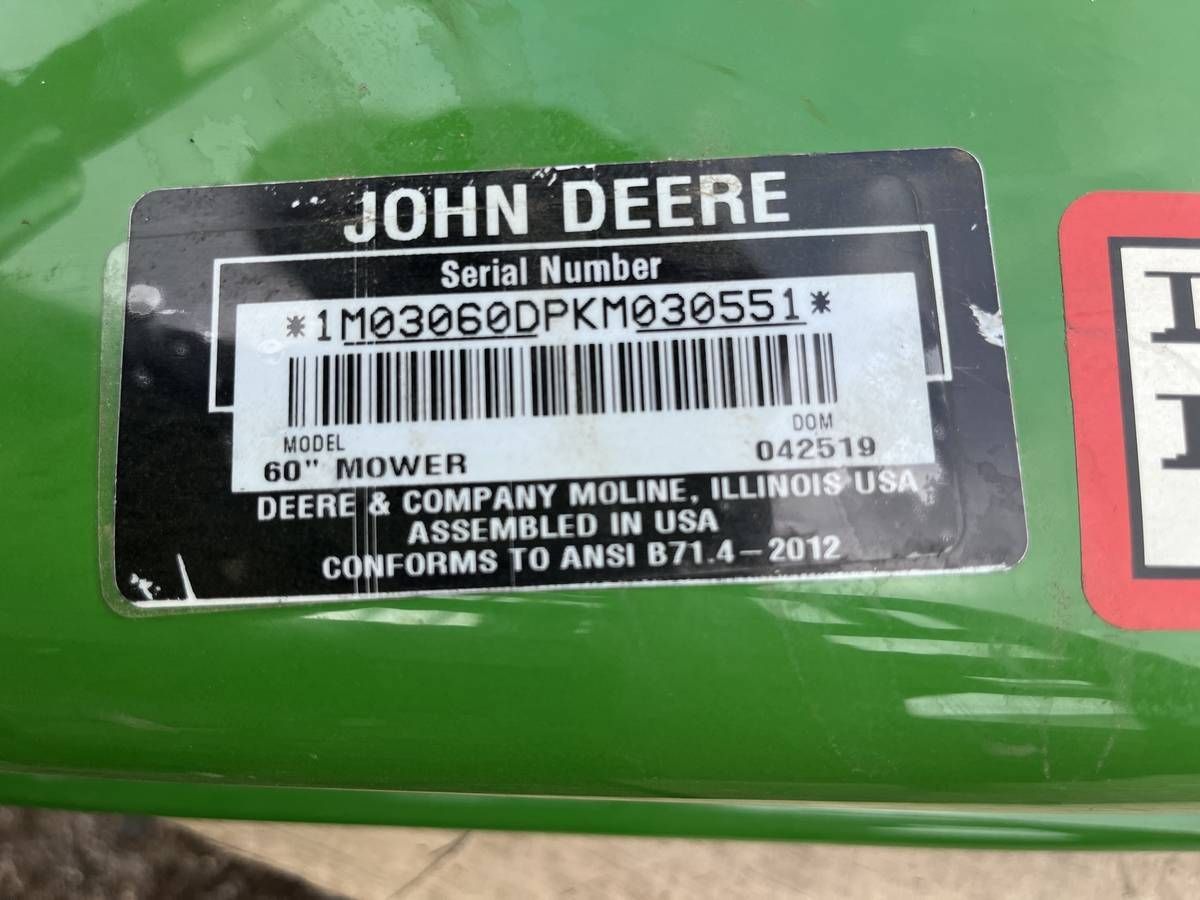 JOHN DEERE
Serial Number
*1M03060DPKM030551*
MODEL
DOM
60" MOWER
042519
DEERE & COMPANY MOLINE, ILLINOIS USA
ASSEMBLED IN USA
CONFORMS TO ANSI B71.4-2012